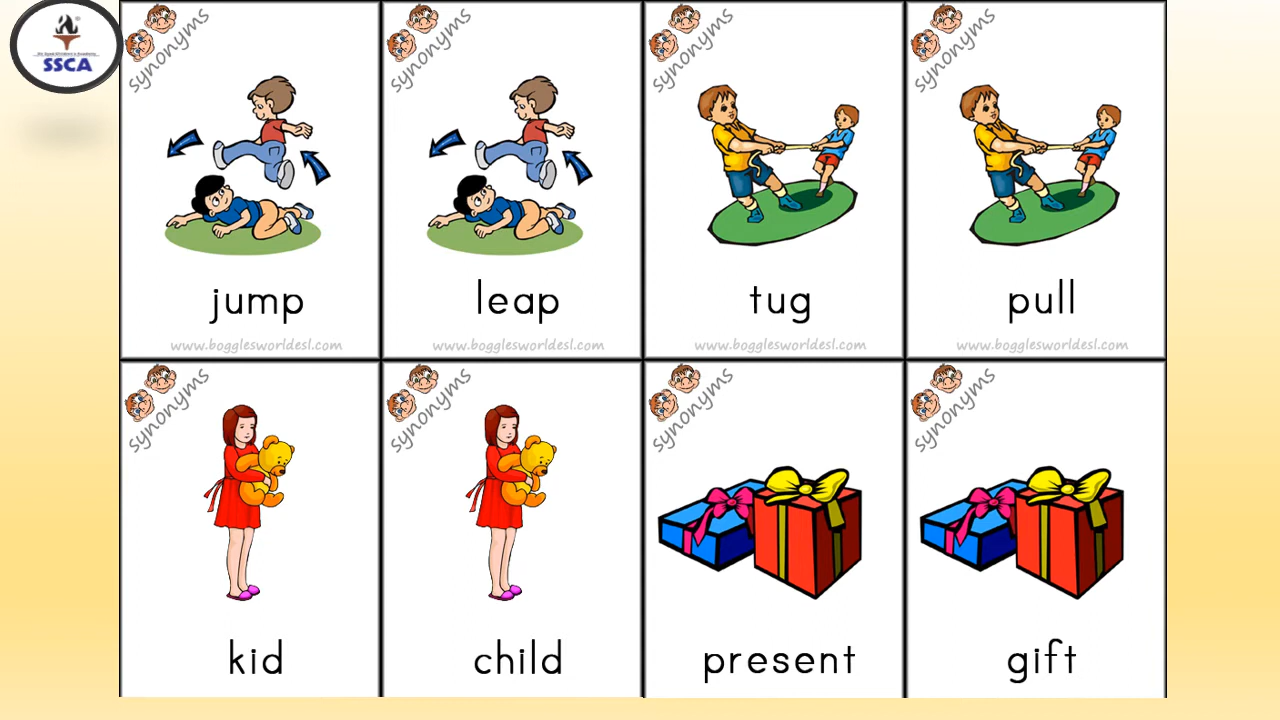 SSCA
synonyms synonyms synonyms synonyms
jump leap tug pull
www.bogglesworldesl.com www.bogglesworldesl.com www.bogglesworldesl.com www.bogglesworldesl.com
synonyms synonyms synonyms synonyms
kid child present gift